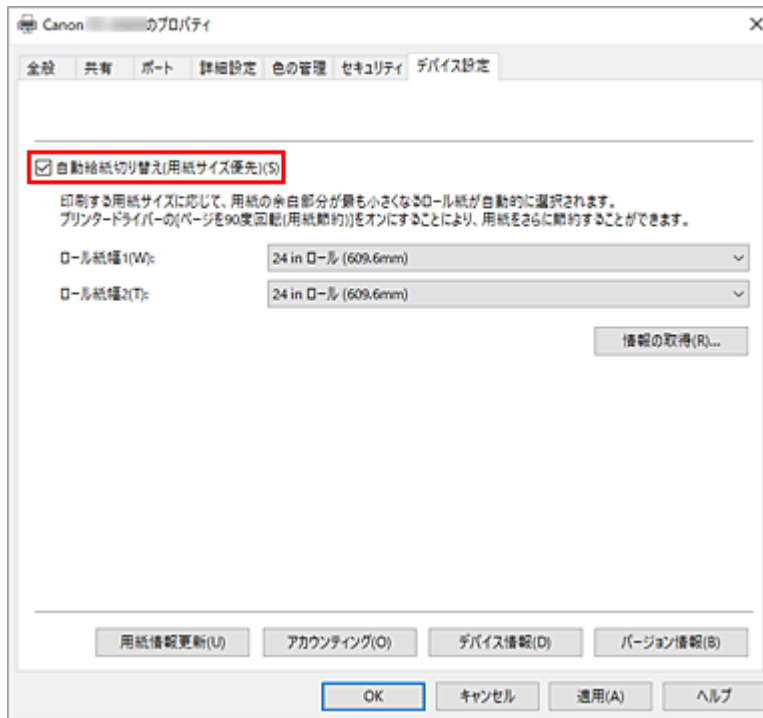 Canon のプロパティ
全般 共有 ポート 詳細設定 色の管理 セキュリティ デバイス設定
自動給紙切り替え(用紙サイズ優先)(S)
印刷する用紙サイズに応じて、用紙の余白部分が最も小さくなるロール紙が自動的に選択されます。
プリンタードライバーの[ページを90度回転(用紙節約)]をオンにすることにより、用紙をさらに節約することができます。
ロール紙幅1(W): 24 in ロール (609.6mm)
ロール紙幅2(T): 24 in ロール (609.6mm)
情報の取得(R)...
用紙情報更新(U) アカウンティング(O) デバイス情報(D) バージョン情報(B)
OK キャンセル 適用(A) ヘルプ